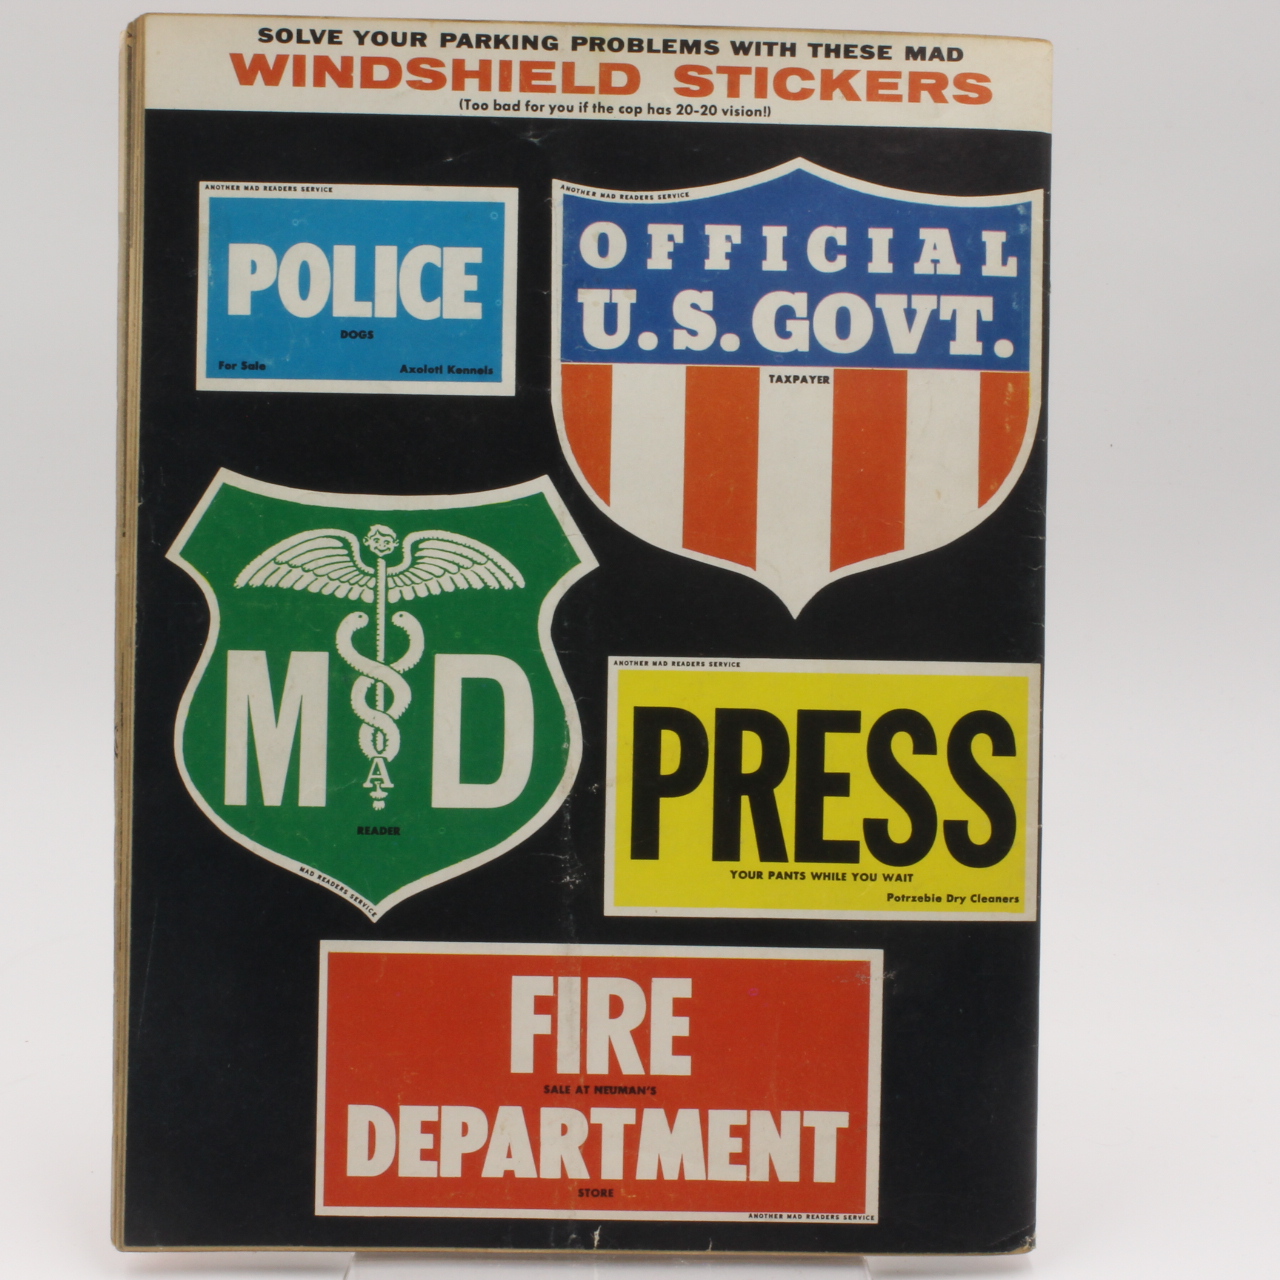 SOLVE YOUR PARKING PROBLEMS WITH THESE MAD
WINDSHIELD STICKERS
(Too bad for you if the cop has 20-20 vision!)
ANOTHER MAD READERS SERVICE
POLICE
DOGS
For Sale
Axolotl Kennels
ANOTHER MAD READERS SERVICE
OFFICIAL
U.S. GOVT.
TAXPAYER
M A D
READER
MAD READERS SERVICE
ANOTHER MAD READERS SERVICE
PRESS
YOUR PANTS WHILE YOU WAIT
Potrzebie Dry Cleaners
FIRE
SALE AT NEUMAN'S
DEPARTMENT
STORE
ANOTHER MAD READERS SERVICE